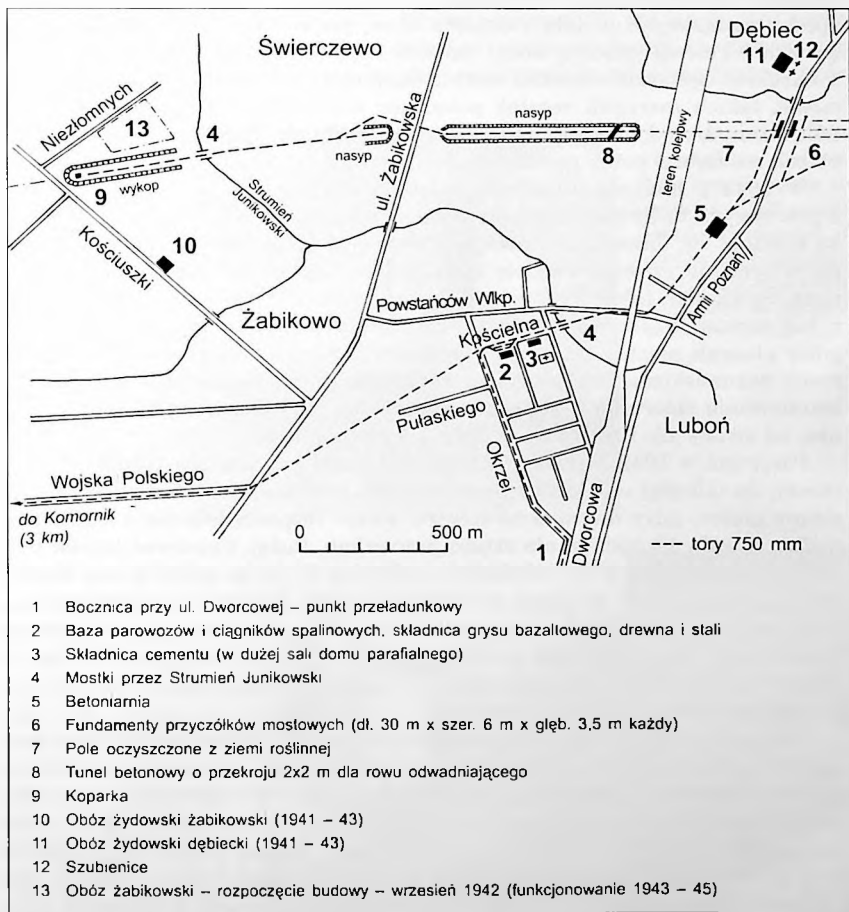 Świerczewo
Dębiec
11
12
Niezłomnych
13
4
ul. Żabikowska
nasyp
nasyp
8
7
6
teren kolejowy
9
wykop
Strumień
Junikowski
5
10
Kościuszki
Armii Poznań
Żabikowo
Powstańców Wlkp.
Kościelna
4
2
3
Pułaskiego
Luboń
Okrzei
Wojska Polskiego
do Komornik
(3 km)
0
500 m
1
Dworcowa
tory 750 mm
1 Bocznica przy ul. Dworcowej – punkt przeładunkowy
2 Baza parowozów i ciągników spalinowych, składnica grysu bazaltowego, drewna i stali
3 Składnica cementu (w dużej sali domu parafialnego)
4 Mostki przez Strumień Junikowski
5 Betoniarnia
6 Fundamenty przyczółków mostowych (dł. 30 m x szer. 6 m x głęb. 3,5 m każdy)
7 Pole oczyszczone z ziemi roślinnej
8 Tunel betonowy o przekroju 2x2 m dla rowu odwadniającego
9 Koparka
10 Obóz żydowski żabikowski (1941 – 43)
11 Obóz żydowski dębiecki (1941 – 43)
12 Szubienice
13 Obóz żabikowski – rozpoczęcie budowy – wrzesień 1942 (funkcjonowanie 1943 – 45)